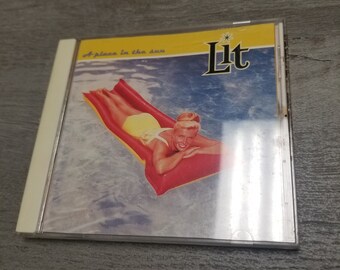 A place in the sun
Lit